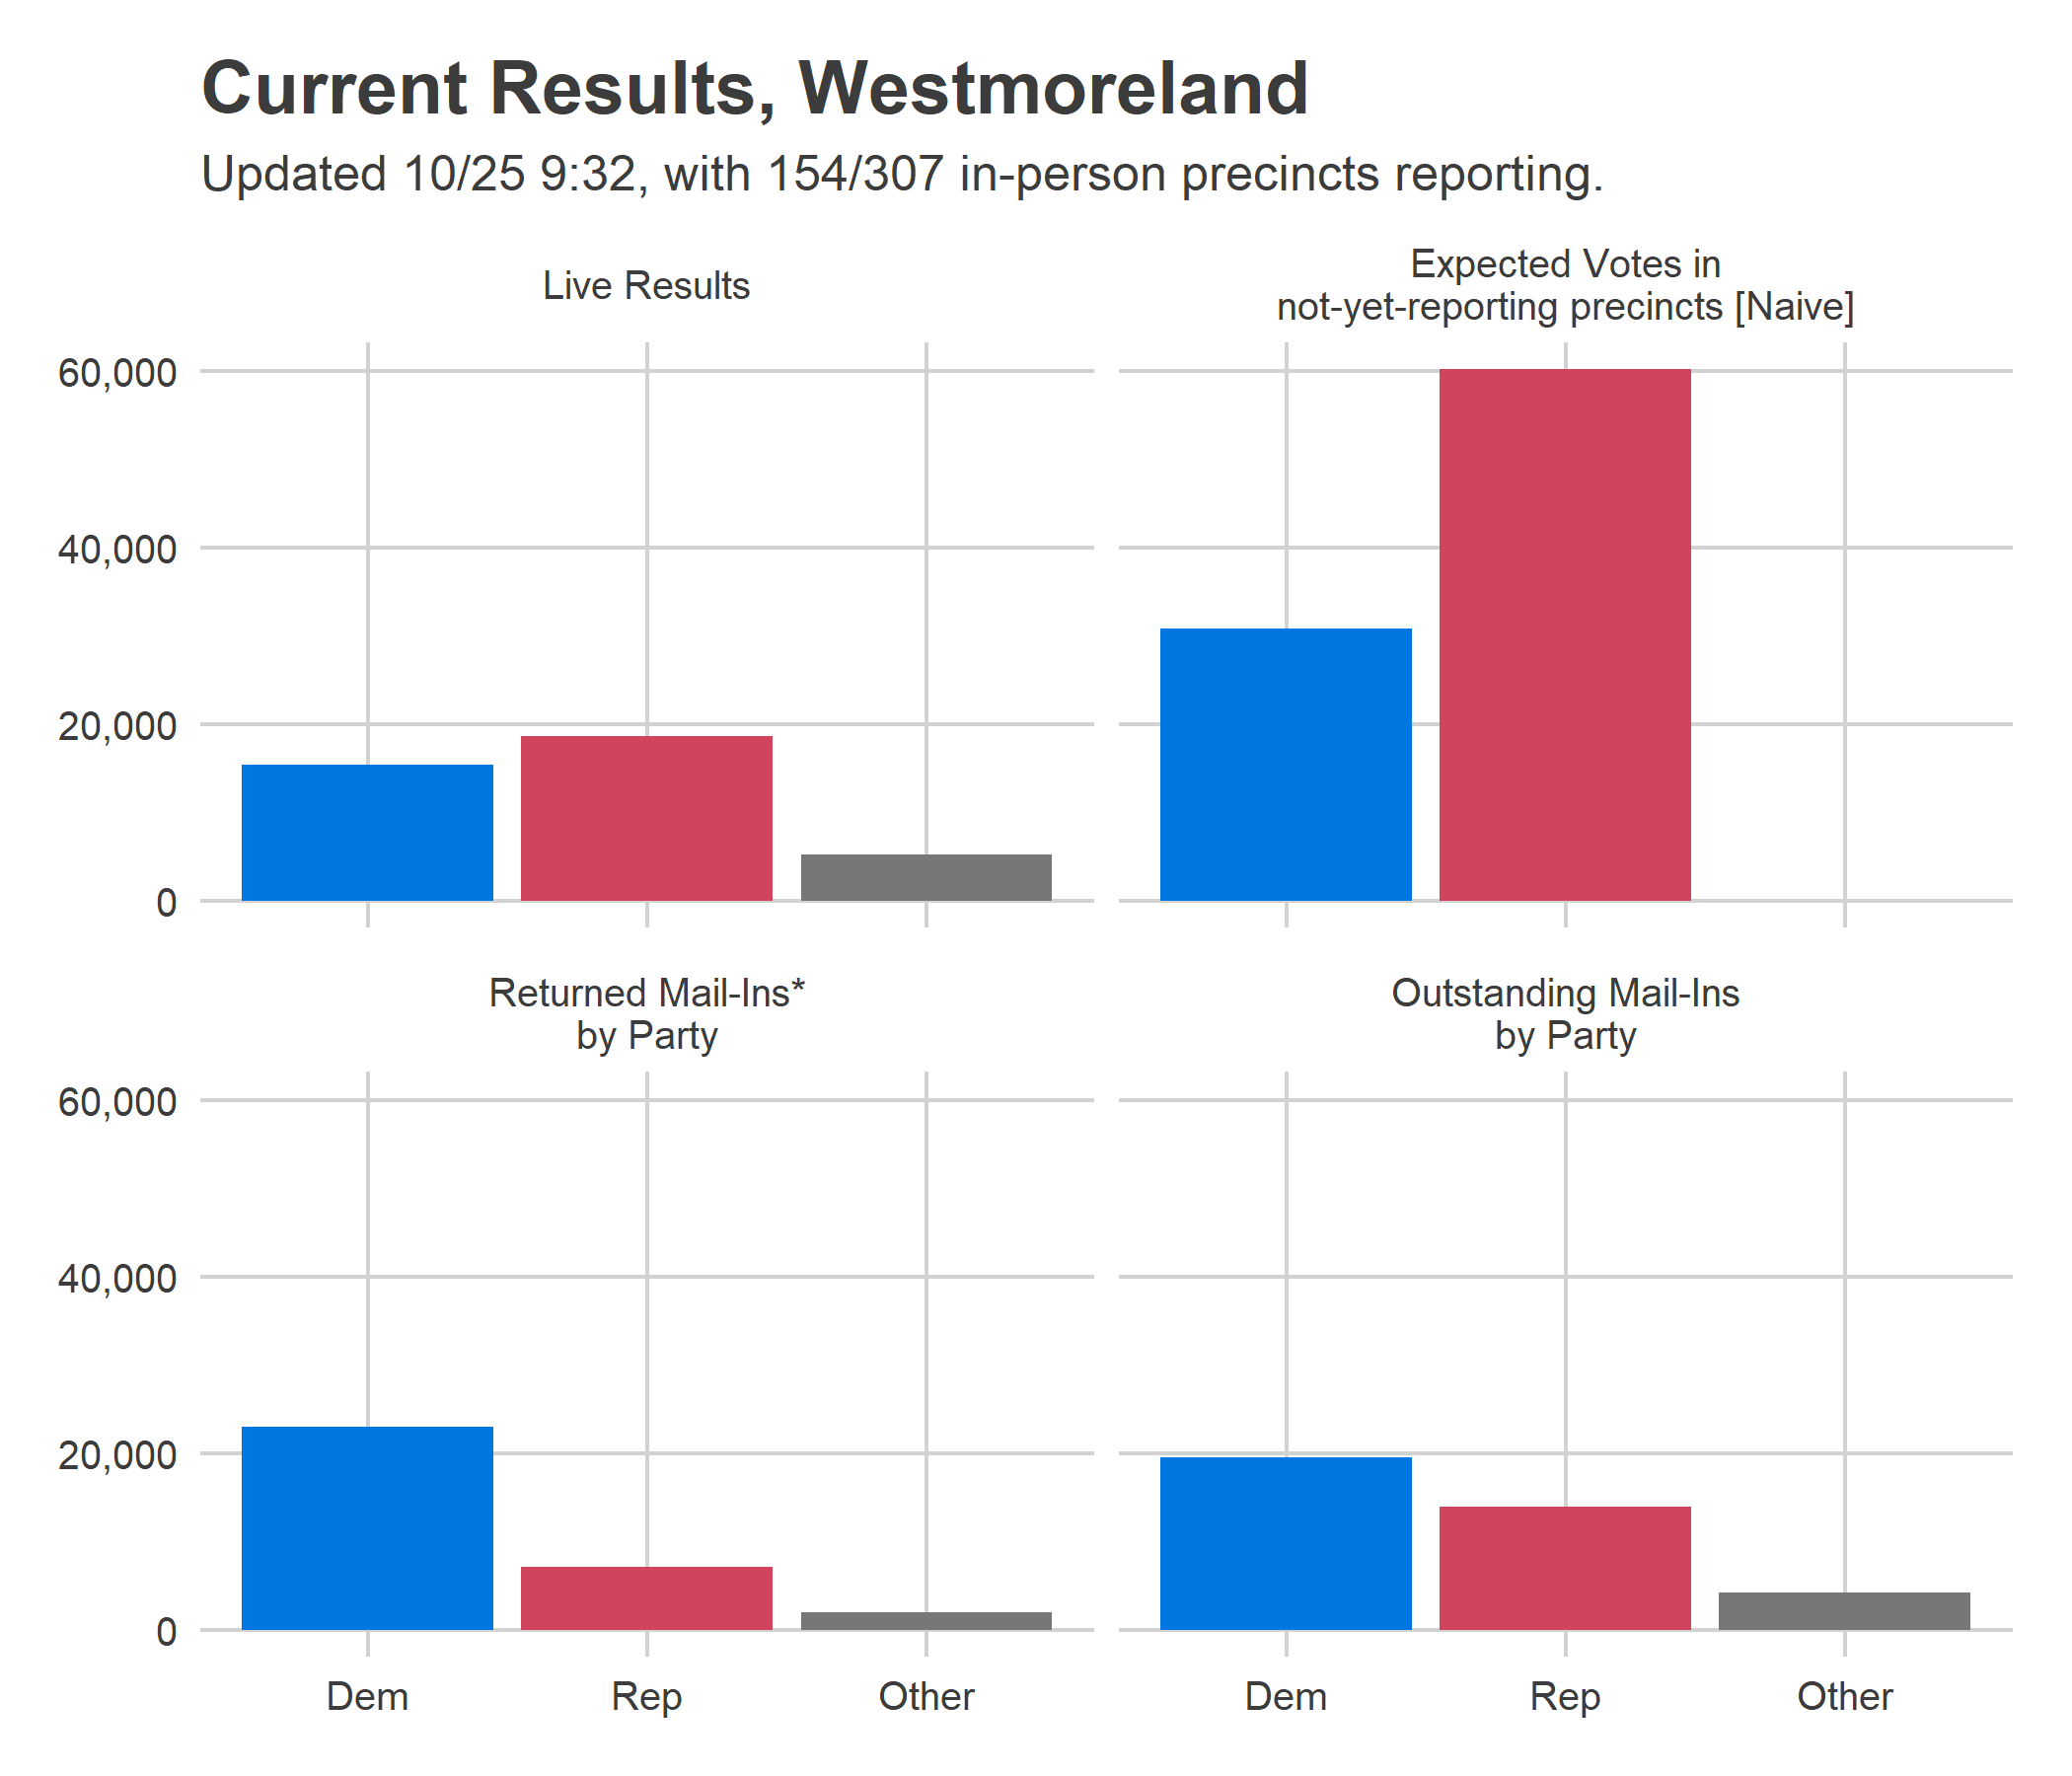 Current Results, Westmoreland
Updated 10/25 9:32, with 154/307 in-person precincts reporting.
Live Results
Expected Votes in
not-yet-reporting precincts [Naive]
60,000
40,000
20,000
0
Returned Mail-Ins*
by Party
Outstanding Mail-Ins
by Party
60,000
40,000
20,000
0
Dem Rep Other Dem Rep Other